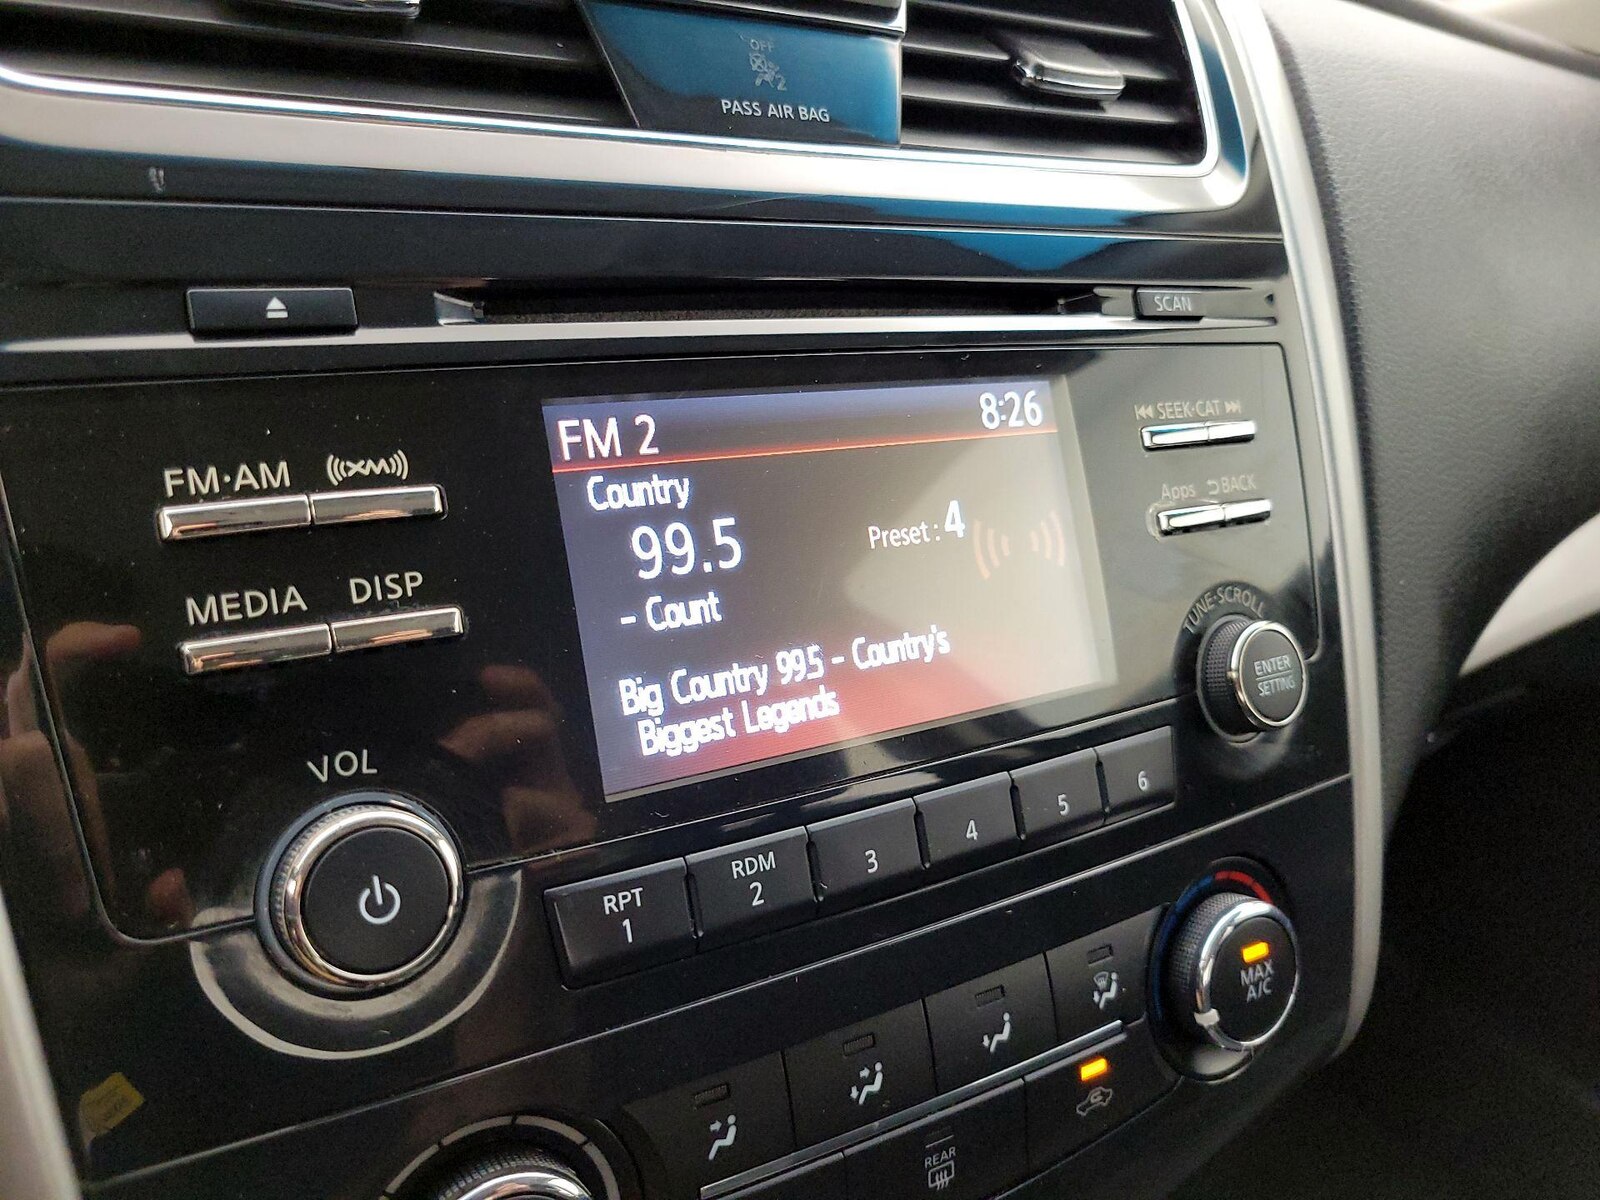 OFF
2
PASS AIR BAG
SCAN
FM 2
8:26
Country
99.5
Preset: 4
- Count
Big Country 99.5 - Country's
Biggest Legends
FM·AM
XM
MEDIA
DISP
VOL
SEEK·CAT
Apps
BACK
TUNE·SCROLL
ENTER
SETTING
RPT
1
RDM
2
3
4
5
6
MAX
A/C
REAR